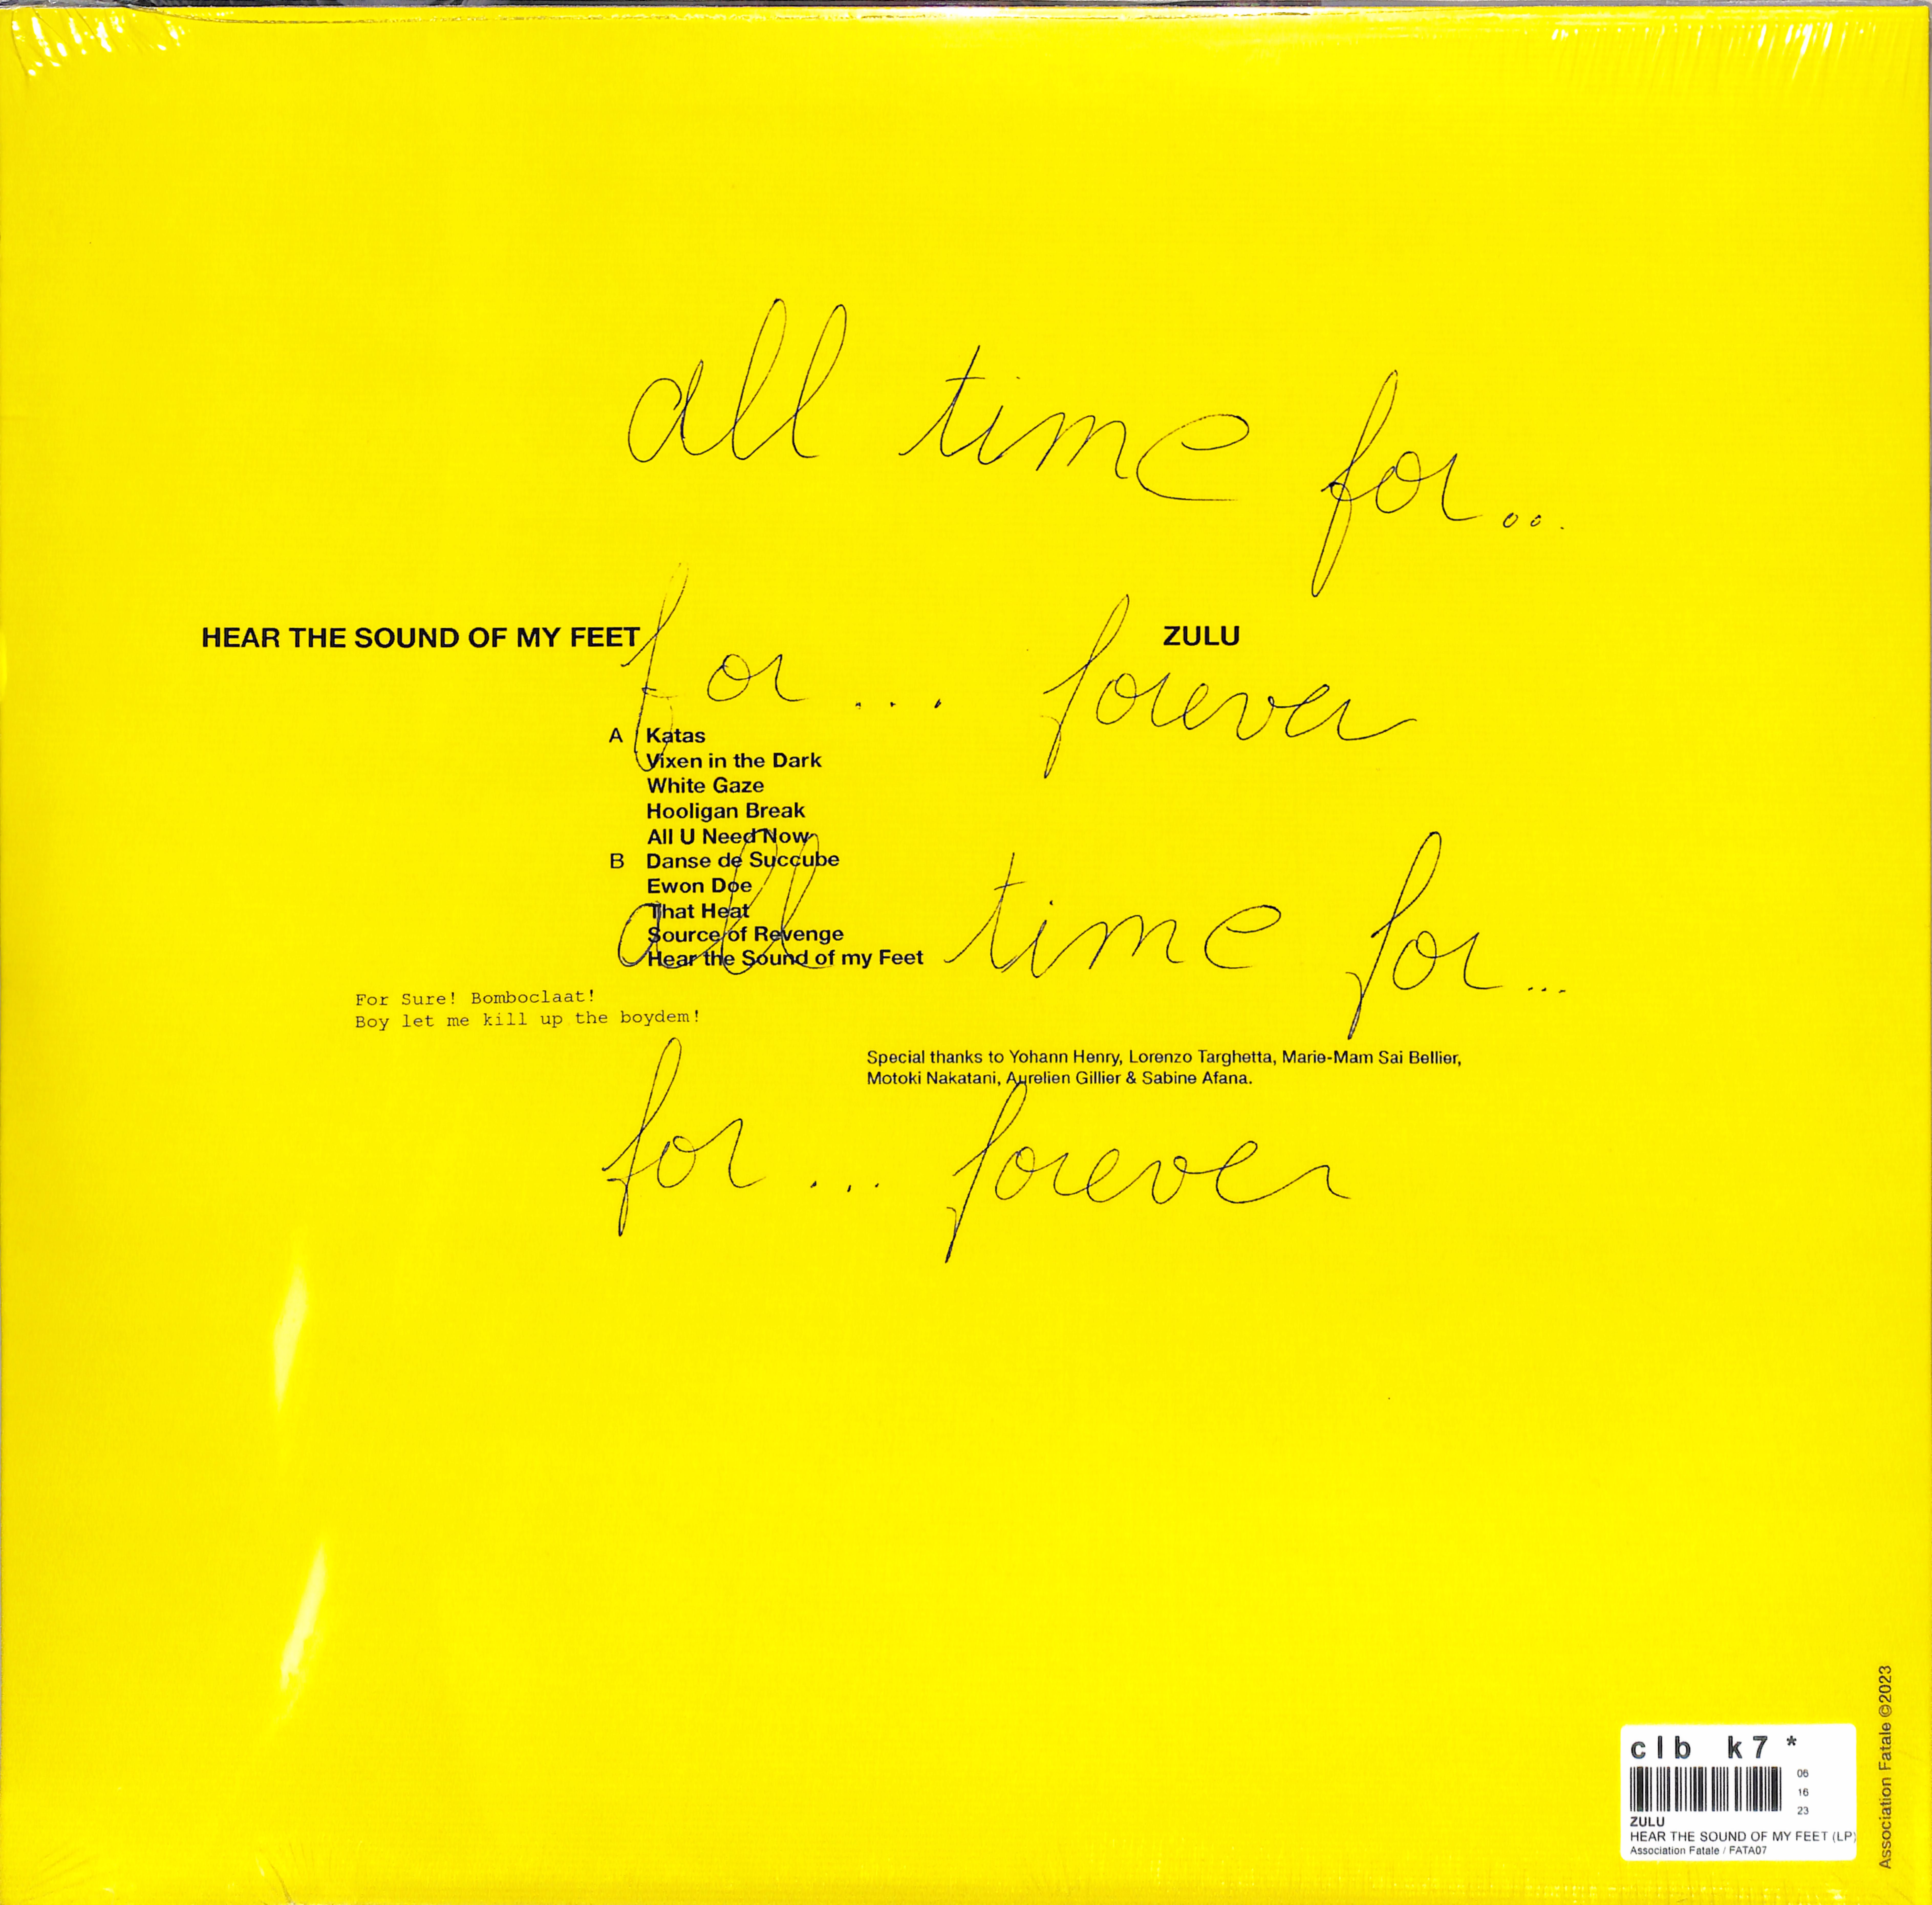 all time for...
HEAR THE SOUND OF MY FEET
ZULU
for.... forever
A Katas
Vixen in the Dark
White Gaze
Hooligan Break
All U Need Now
B Danse de Succube
Ewon Doe
That Heat
Source of Revenge
Hear the Sound of my Feet
all time for...
For Sure! Bomboclaat!
Boy let me kill up the boydem!
Special thanks to Yohann Henry, Lorenzo Targhetta, Marie-Mam Sai Bellier,
Motoki Nakatani, Aurelien Gillier & Sabine Afana.
for... forever
Association Fatale ©2023
clb k7 *
06
16
23
ZULU
HEAR THE SOUND OF MY FEET (LP)
Association Fatale / FATA07